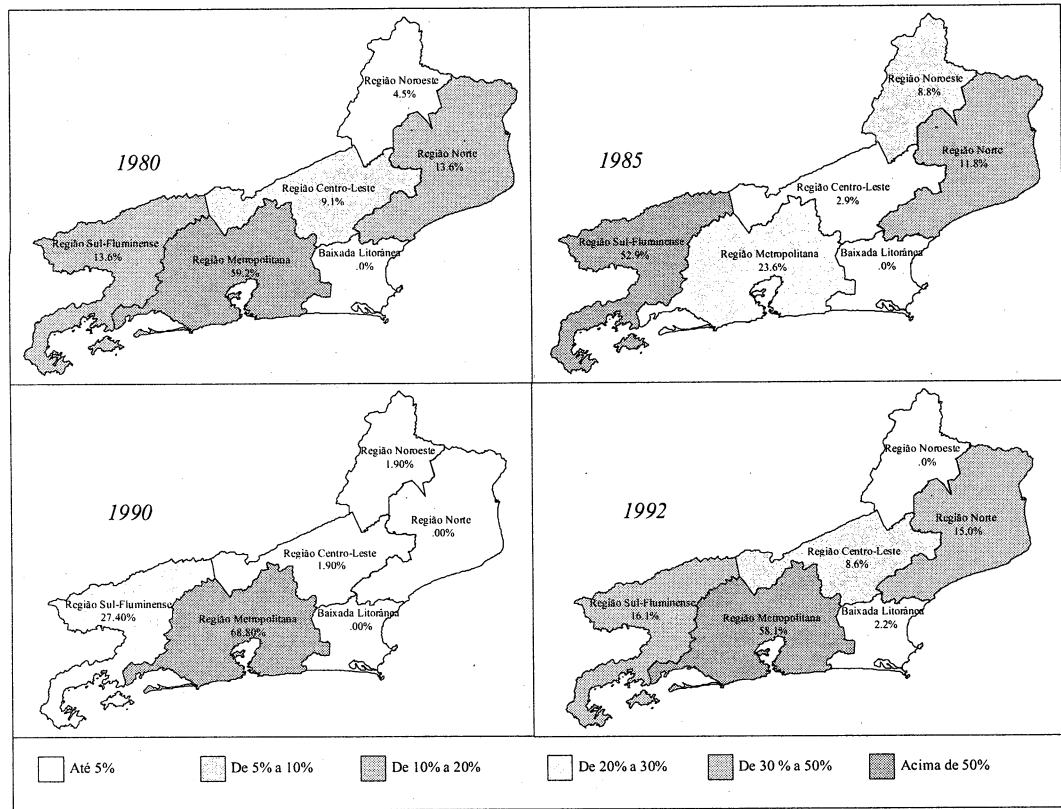 1980
Região Noroeste
4.5%
Região Norte
13.6%
Região Centro-Leste
9.1%
Região Sul-Fluminense
13.6%
Região Metropolitana
59.2%
Baixada Litorânea
.0%
1985
Região Noroeste
8.8%
Região Norte
11.8%
Região Centro-Leste
2.9%
Região Sul-Fluminense
52.9%
Região Metropolitana
23.6%
Baixada Litorânea
.0%
1990
Região Noroeste
1.90%
Região Norte
.00%
Região Centro-Leste
1.90%
Região Sul-Fluminense
27.40%
Região Metropolitana
68.80%
Baixada Litorânea
.00%
1992
Região Noroeste
.0%
Região Norte
15.0%
Região Centro-Leste
8.6%
Região Sul-Fluminense
16.1%
Região Metropolitana
58.1%
Baixada Litorânea
2.2%
Até 5% De 5% a 10% De 10% a 20% De 20% a 30% De 30 % a 50% Acima de 50%